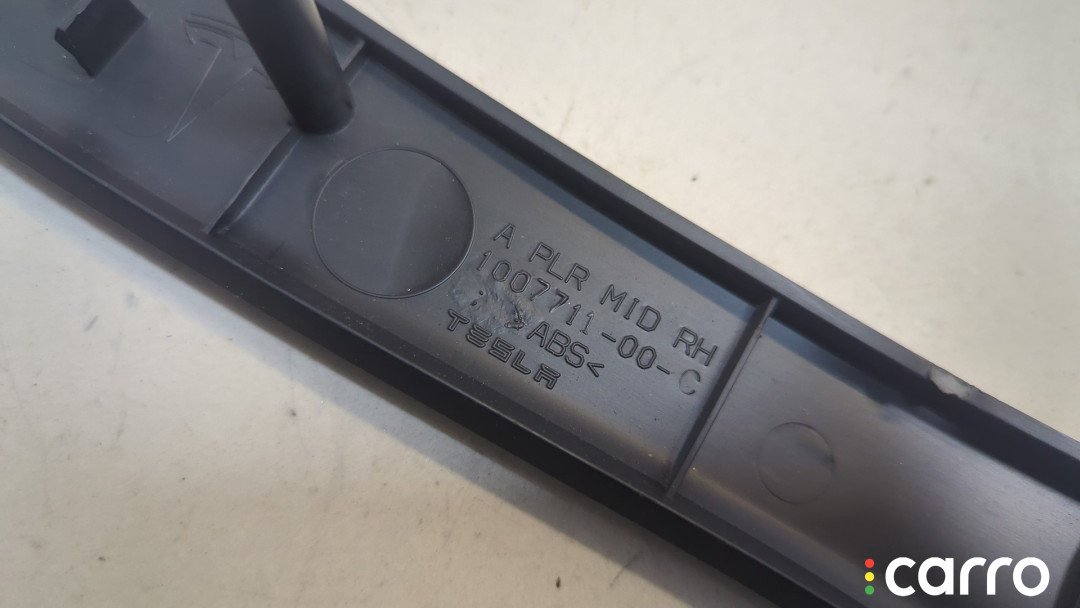 A PLR MID RH
1007711-00-C
>ABS<
TESLA
carro